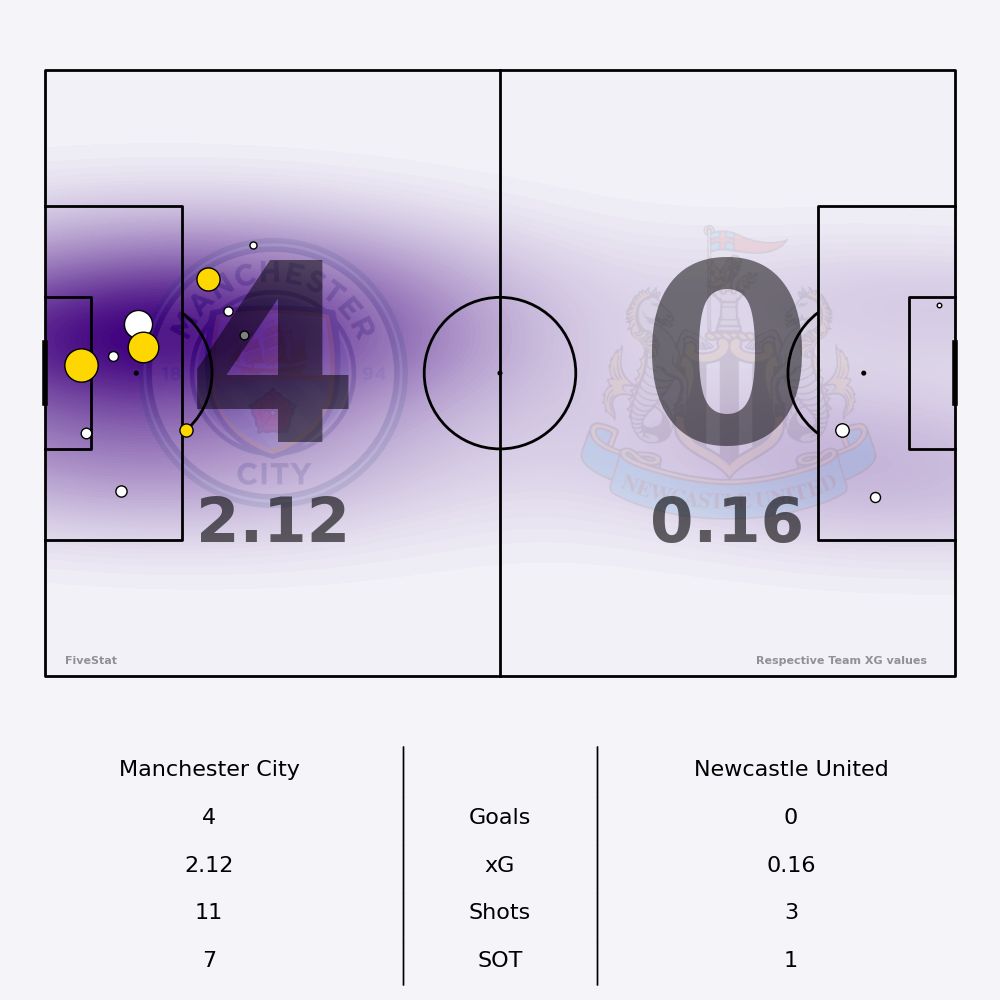 MANCHESTER
18 94
CITY
4
0
NEWCASTLE UNITED
2.12
0.16
FiveStat
Respective Team XG values
Manchester City Newcastle United
4 Goals 0
2.12 xG 0.16
11 Shots 3
7 SOT 1